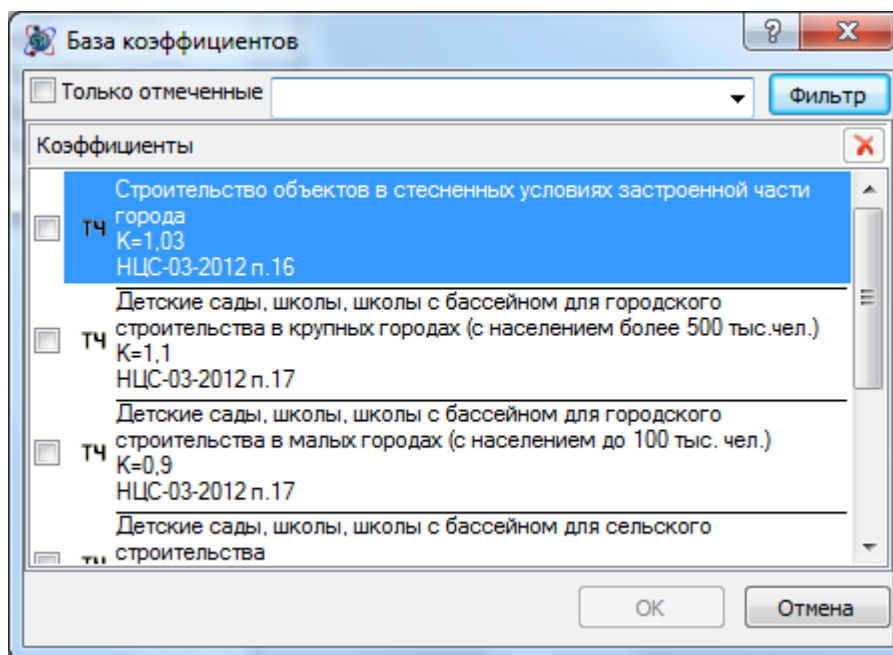 База коэффициентов
Только отмеченные
Фильтр
Коэффициенты
Строительство объектов в стесненных условиях застроенной части
ТЧ города
К=1,03
НЦС-03-2012 п.16
Детские сады, школы, школы с бассейном для городского
ТЧ строительства в крупных городах (с населением более 500 тыс.чел.)
К=1,1
НЦС-03-2012 п.17
Детские сады, школы, школы с бассейном для городского
ТЧ строительства в малых городах (с населением до 100 тыс. чел.)
К=0,9
НЦС-03-2012 п.17
Детские сады, школы, школы с бассейном для сельского
ТЧ строительства
ОК
Отмена